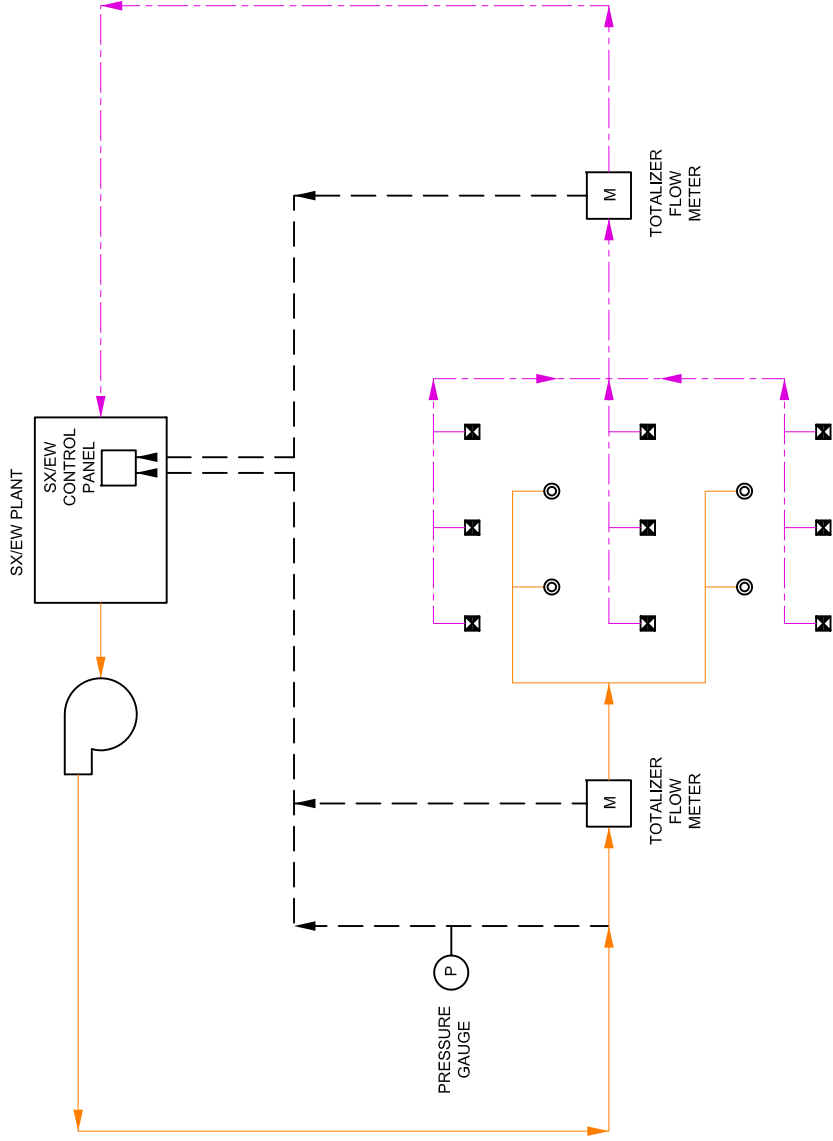 SX/EW PLANT
SX/EW
CONTROL
PANEL
M
TOTALIZER
FLOW
METER
M
TOTALIZER
FLOW
METER
P
PRESSURE
GAUGE